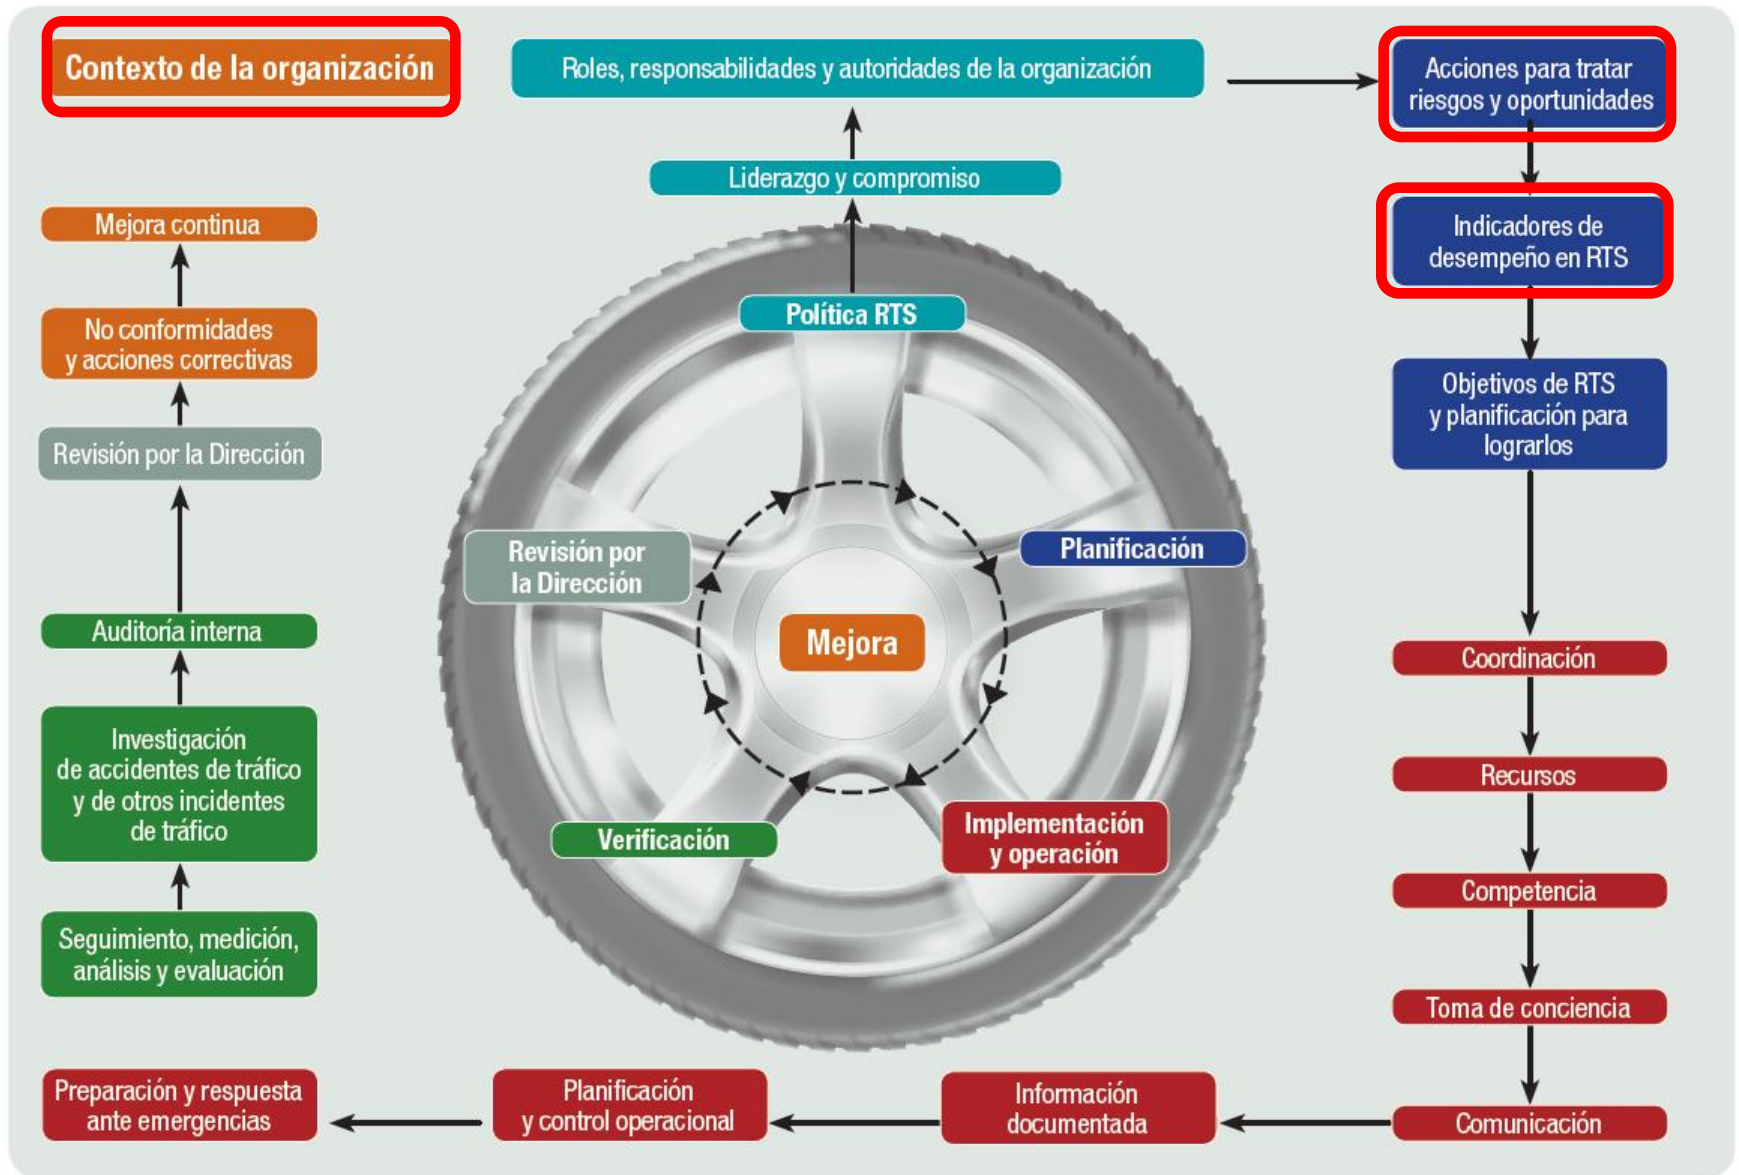 Contexto de la organización
Roles, responsabilidades y autoridades de la organización
Liderazgo y compromiso
Política RTS
Acciones para tratar
riesgos y oportunidades
Indicadores de
desempeño en RTS
Objetivos de RTS
y planificación para
lograrlos
Coordinación
Recursos
Competencia
Toma de conciencia
Comunicación
Información
documentada
Planificación
y control operacional
Preparación y respuesta
ante emergencias
Seguimiento, medición,
análisis y evaluación
Investigación
de accidentes de tráfico
y de otros incidentes
de tráfico
Auditoría interna
Revisión por la Dirección
No conformidades
y acciones correctivas
Mejora continua
Planificación
Implementación
y operación
Verificación
Revisión por
la Dirección
Mejora